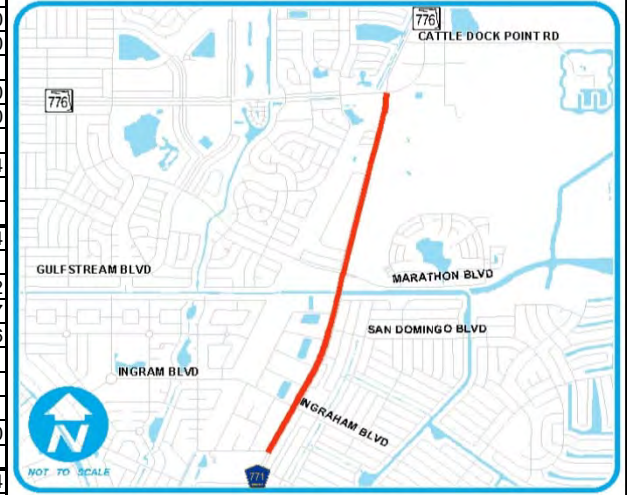 776
CATTLE DOCK POINT RD
776
GULFSTREAM BLVD
MARATHON BLVD
SAN DOMINGO BLVD
INGRAM BLVD
INGRAHAM BLVD
N
NOT TO SCALE
771